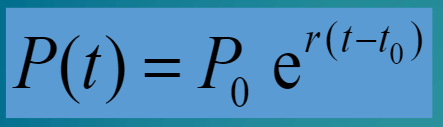 P(t) = P₀ e^{r(t−t₀)}